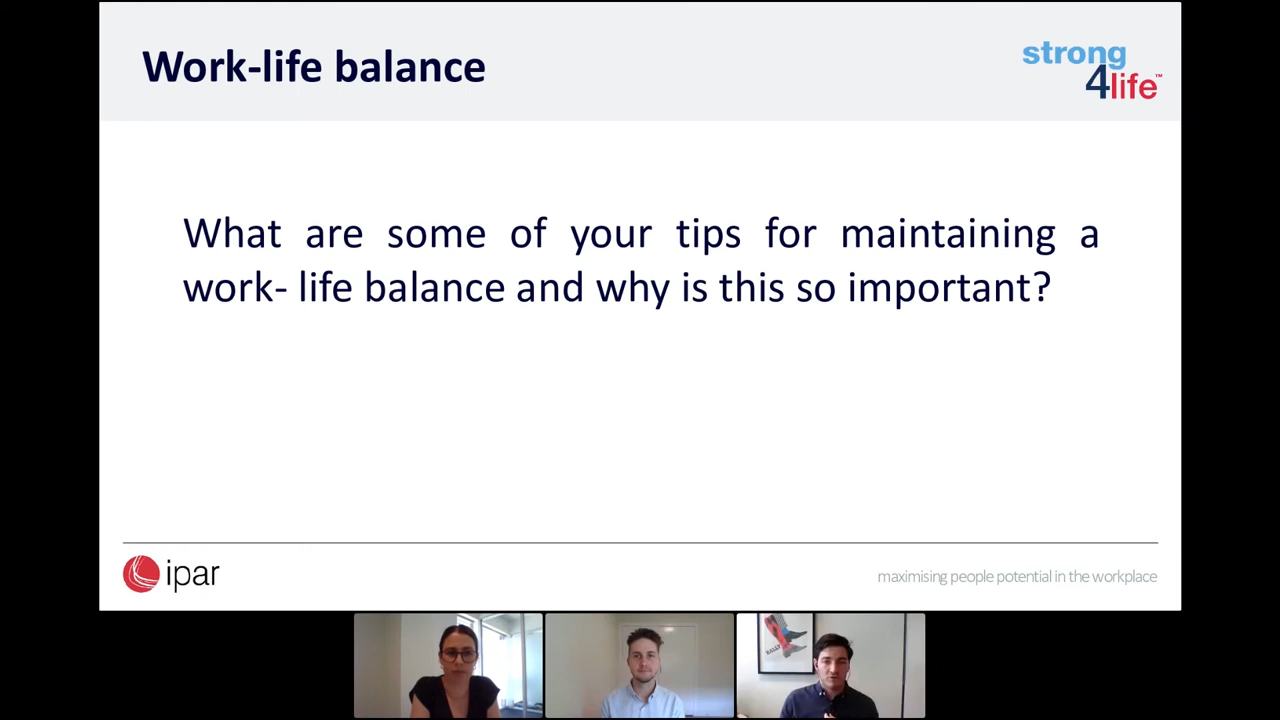 Work-life balance
strong
4life™
What are some of your tips for maintaining a
work- life balance and why is this so important?
ipar
maximising people potential in the workplace
BALLY